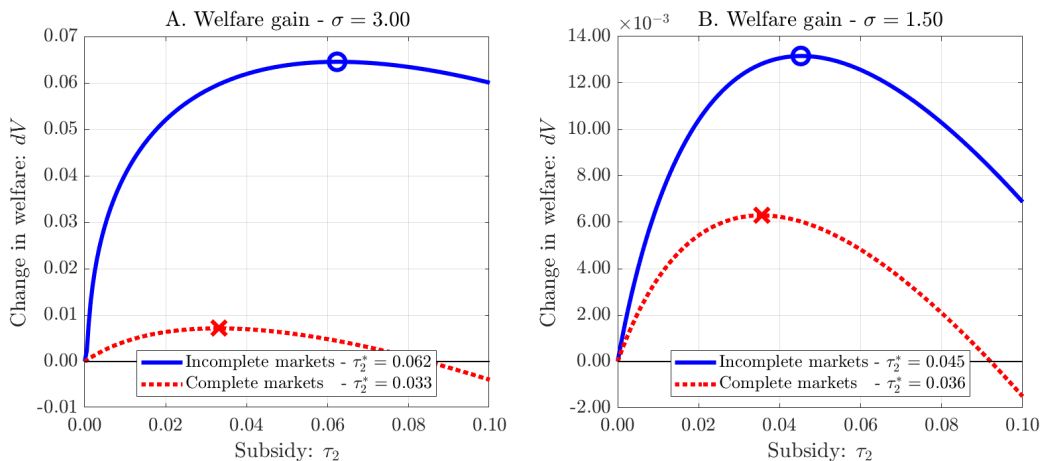 A. Welfare gain - σ = 3.00
Change in welfare: dV
0.07
0.06
0.05
0.04
0.03
0.02
0.01
0.00
-0.01
Incomplete markets - τ₂* = 0.062
Complete markets - τ₂* = 0.033
0.00 0.02 0.04 0.06 0.08 0.10
Subsidy: τ₂
B. Welfare gain - σ = 1.50
×10⁻³
Change in welfare: dV
14.00
12.00
10.00
8.00
6.00
4.00
2.00
0.00
-2.00
Incomplete markets - τ₂* = 0.045
Complete markets - τ₂* = 0.036
0.00 0.02 0.04 0.06 0.08 0.10
Subsidy: τ₂